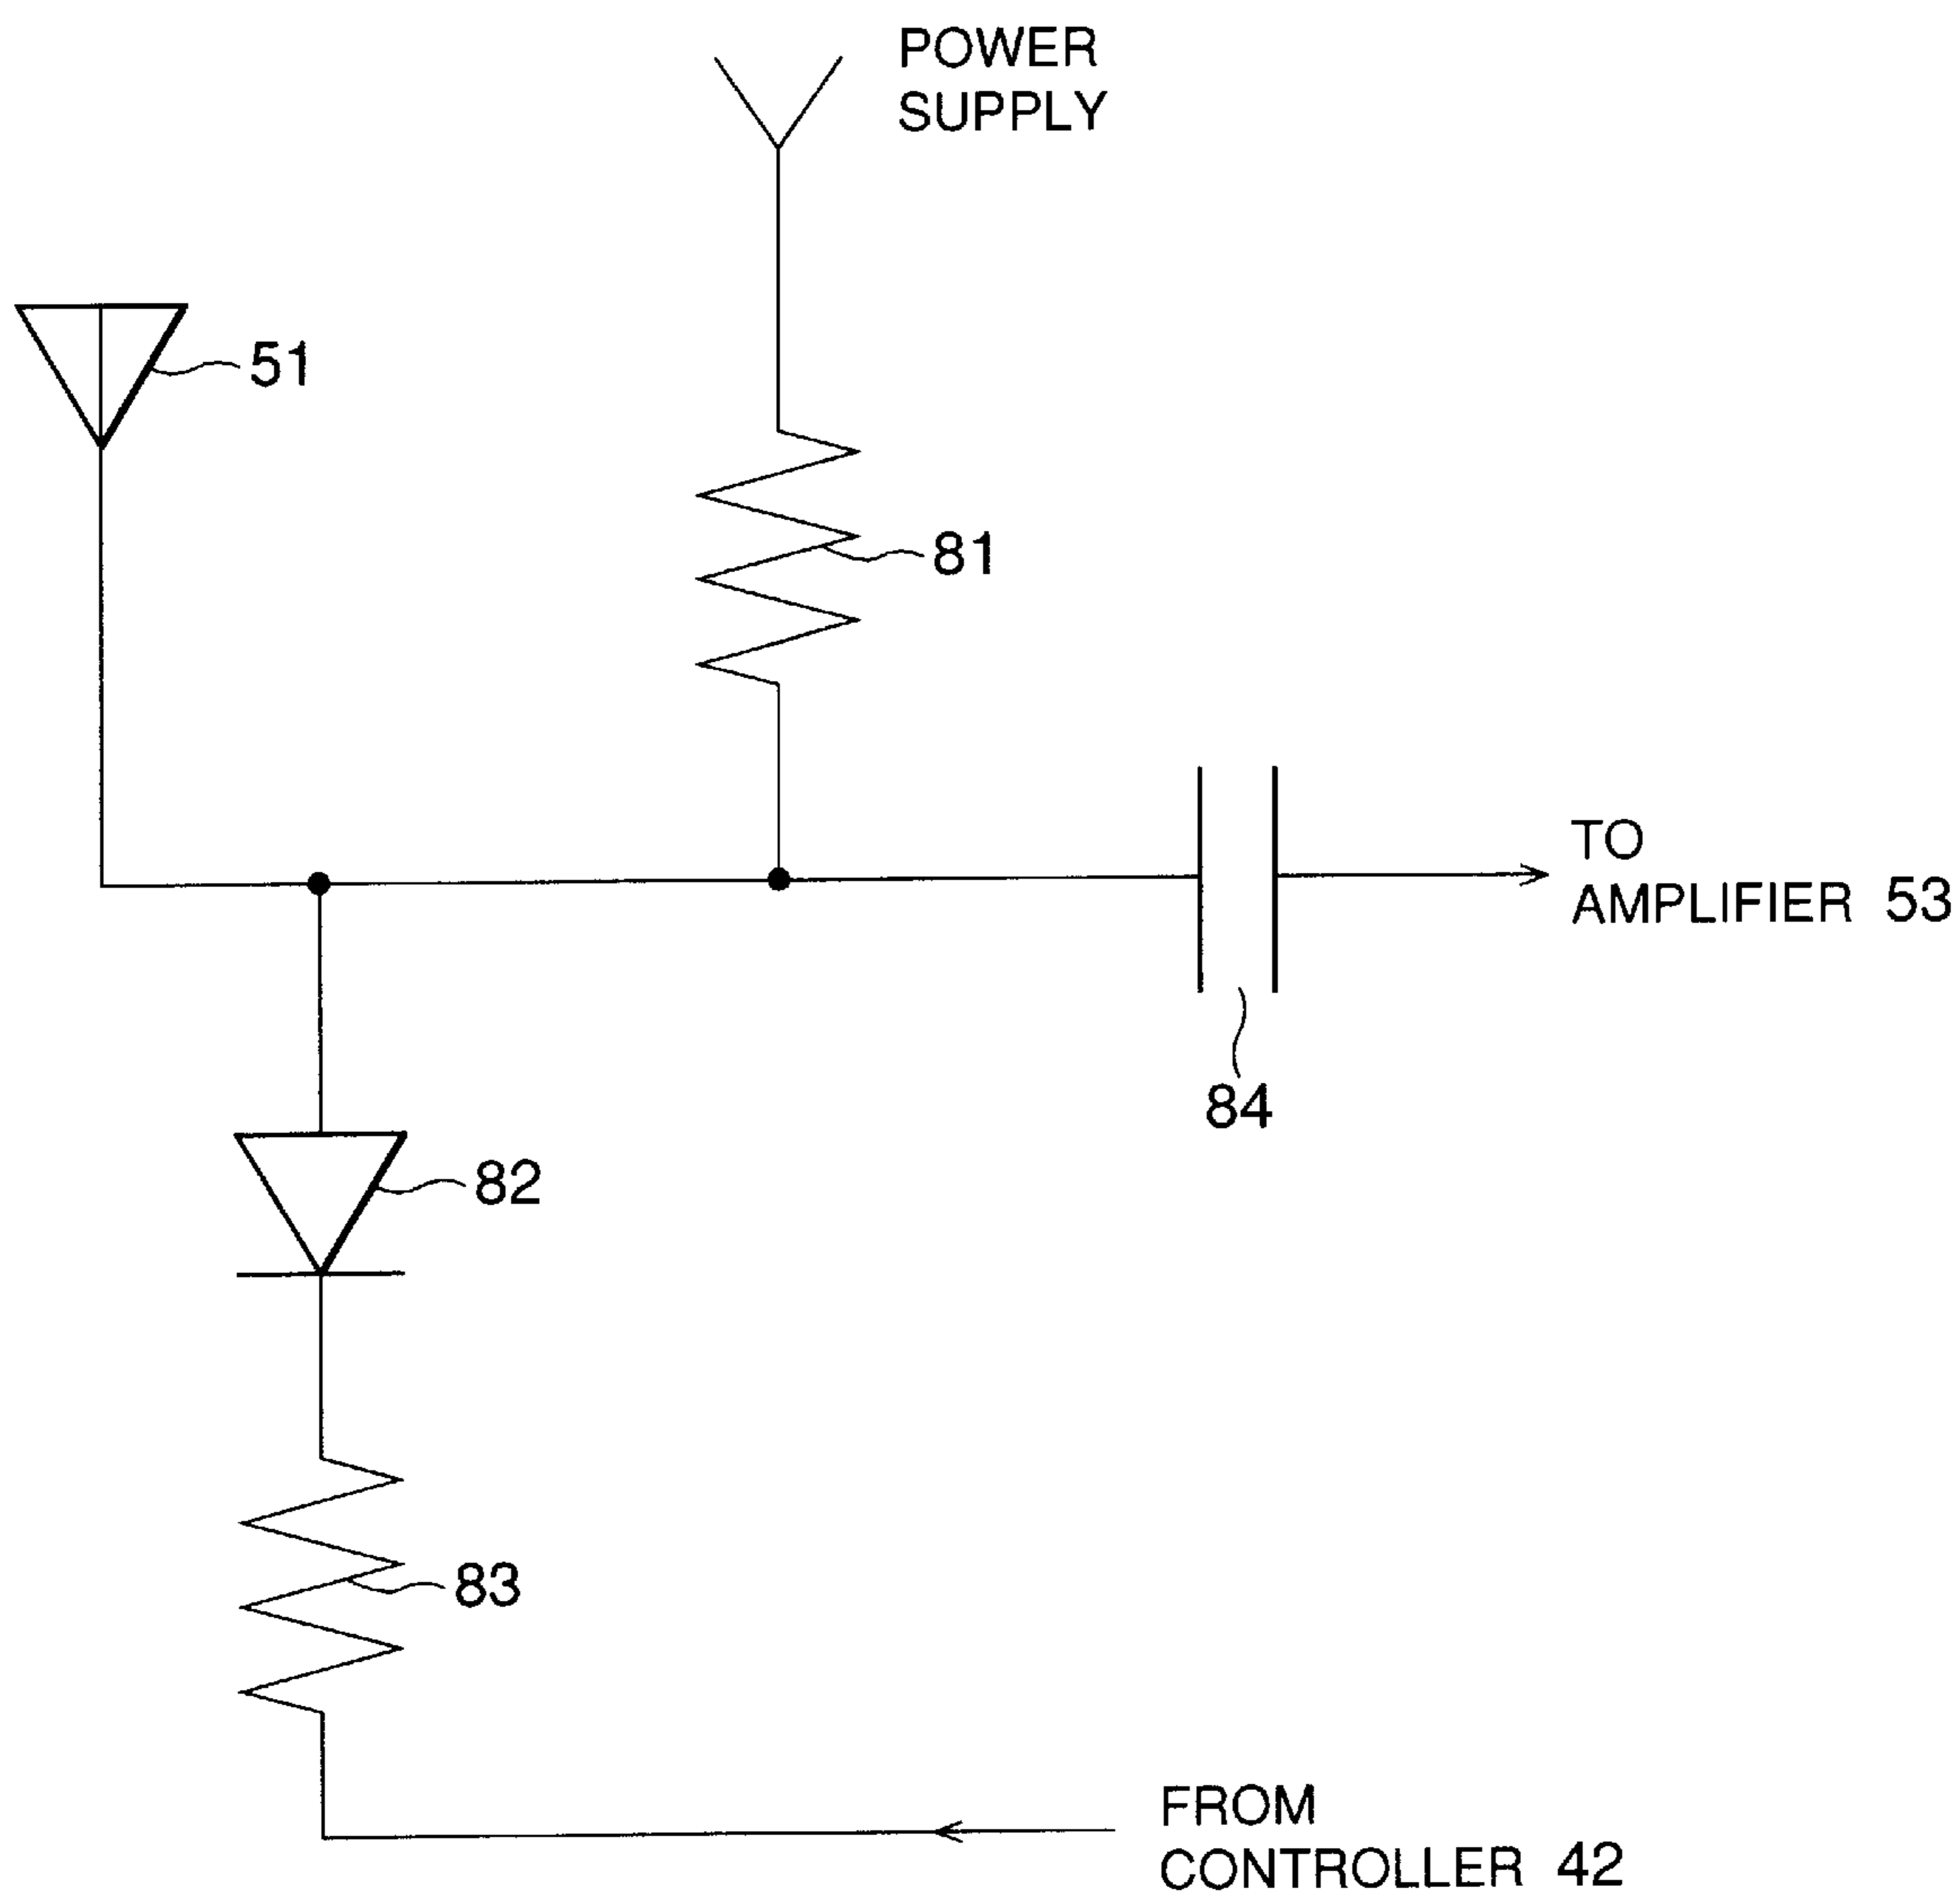 POWER
SUPPLY
51
81
TO
AMPLIFIER 53
84
82
83
FROM
CONTROLLER 42